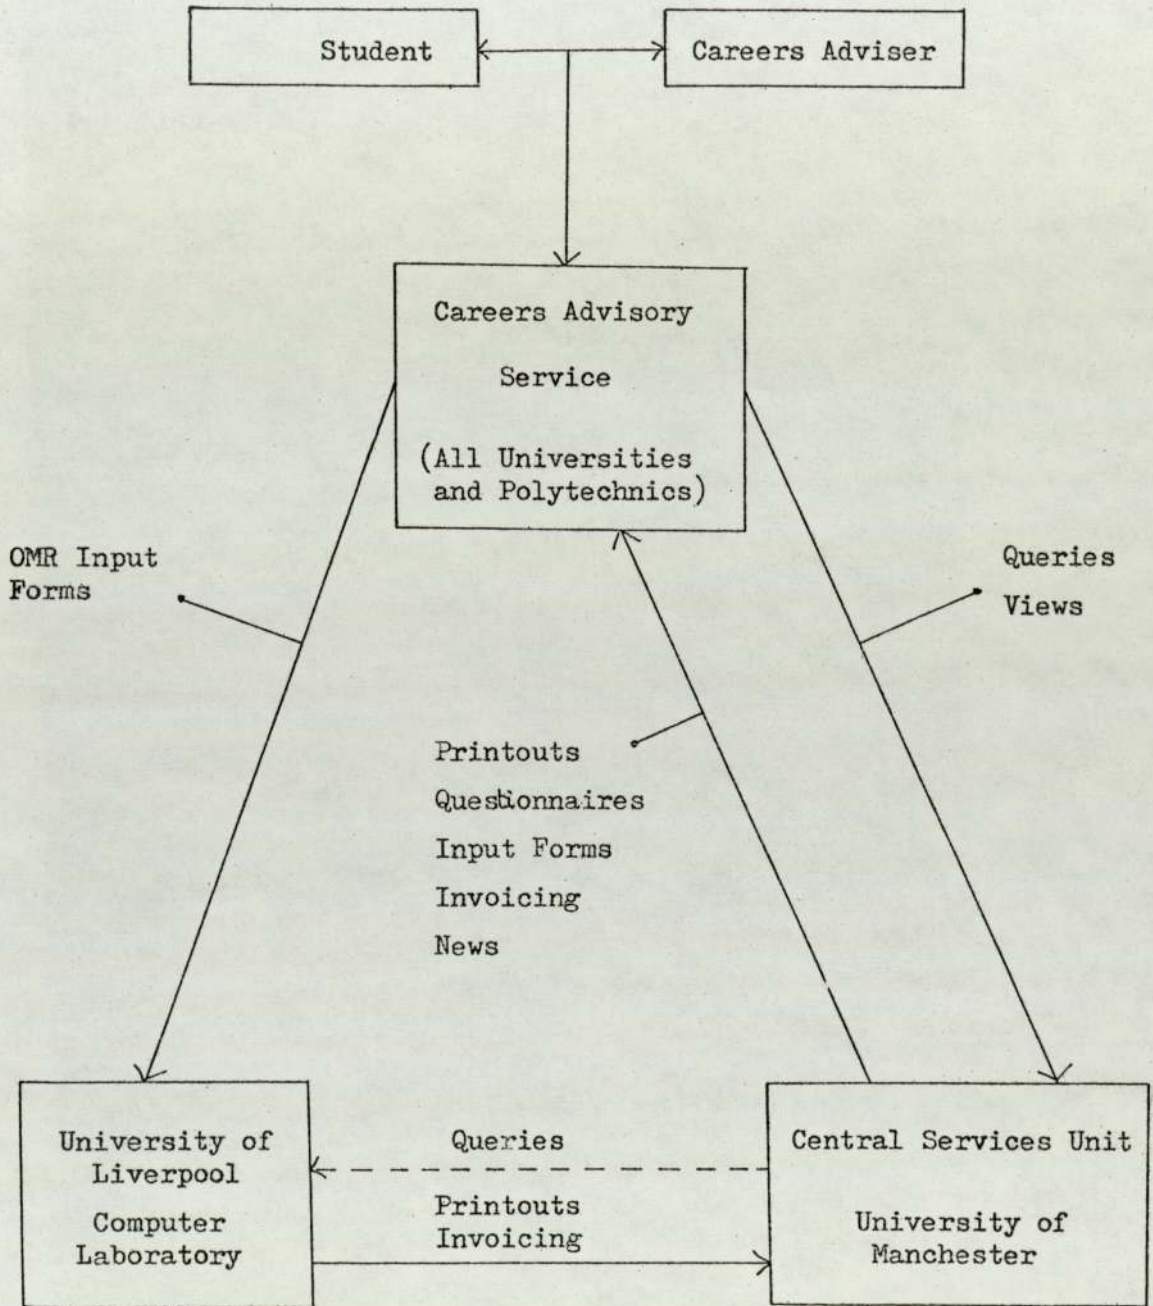 Student
Careers Adviser
Careers Advisory
Service
(All Universities
and Polytechnics)
OMR Input
Forms
Queries
Views
Printouts
Questionnaires
Input Forms
Invoicing
News
University of
Liverpool
Computer
Laboratory
Queries
Printouts
Invoicing
Central Services Unit
University of
Manchester